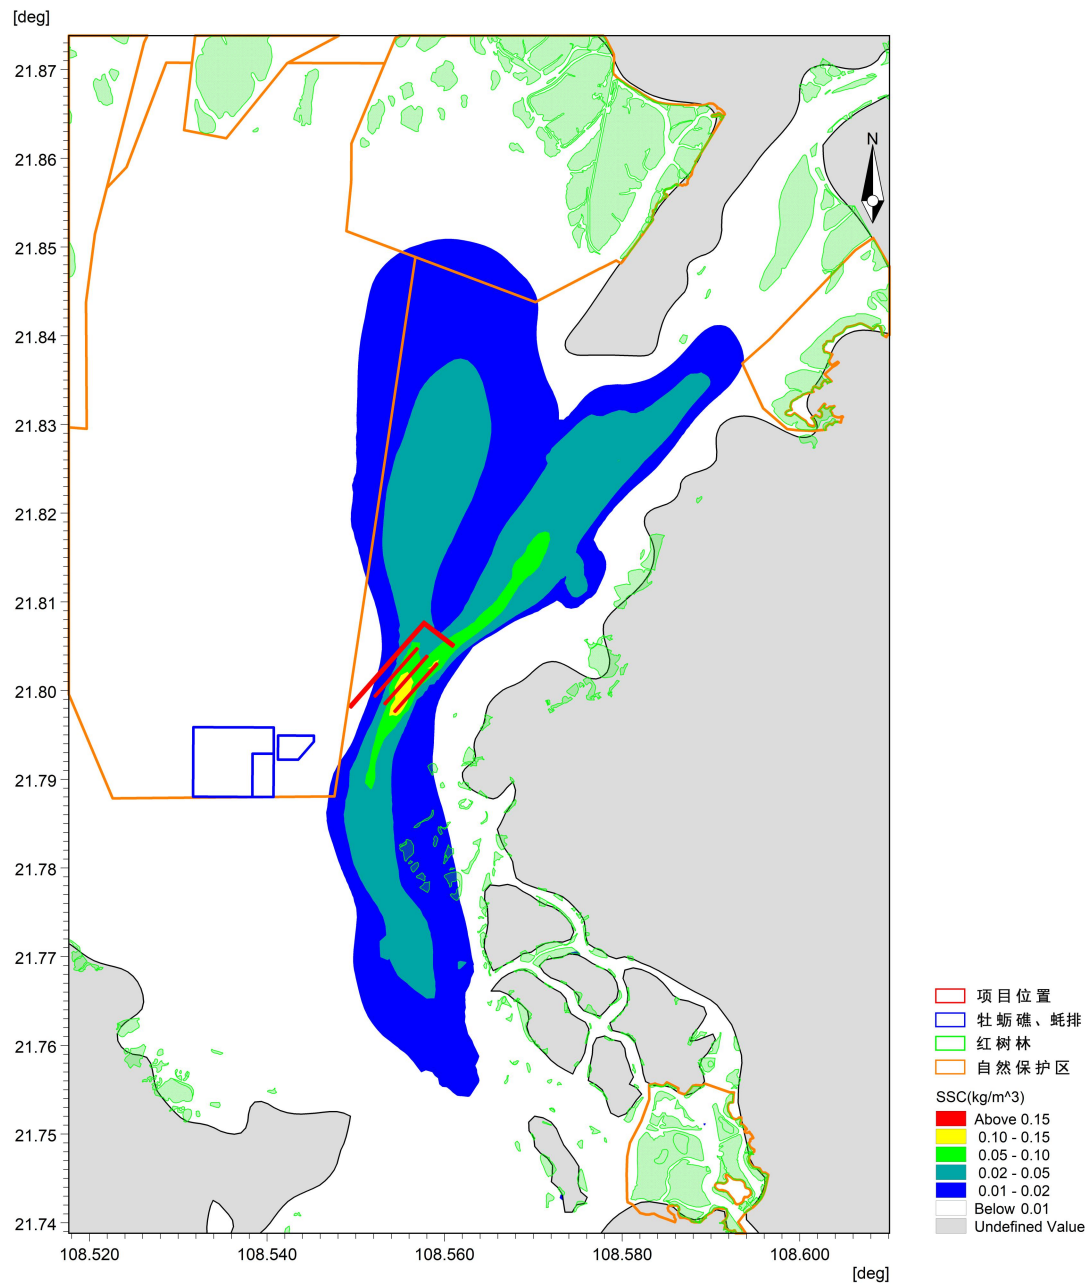 [deg]
21.87
21.86
21.85
21.84
21.83
21.82
21.81
21.80
21.79
21.78
21.77
21.76
21.75
21.74
108.520
108.540
108.560
108.580
108.600
[deg]
N
项目位置
牡蛎礁、蚝排
红树林
自然保护区
SSC(kg/m^3)
Above 0.15
0.10 - 0.15
0.05 - 0.10
0.02 - 0.05
0.01 - 0.02
Below 0.01
Undefined Value